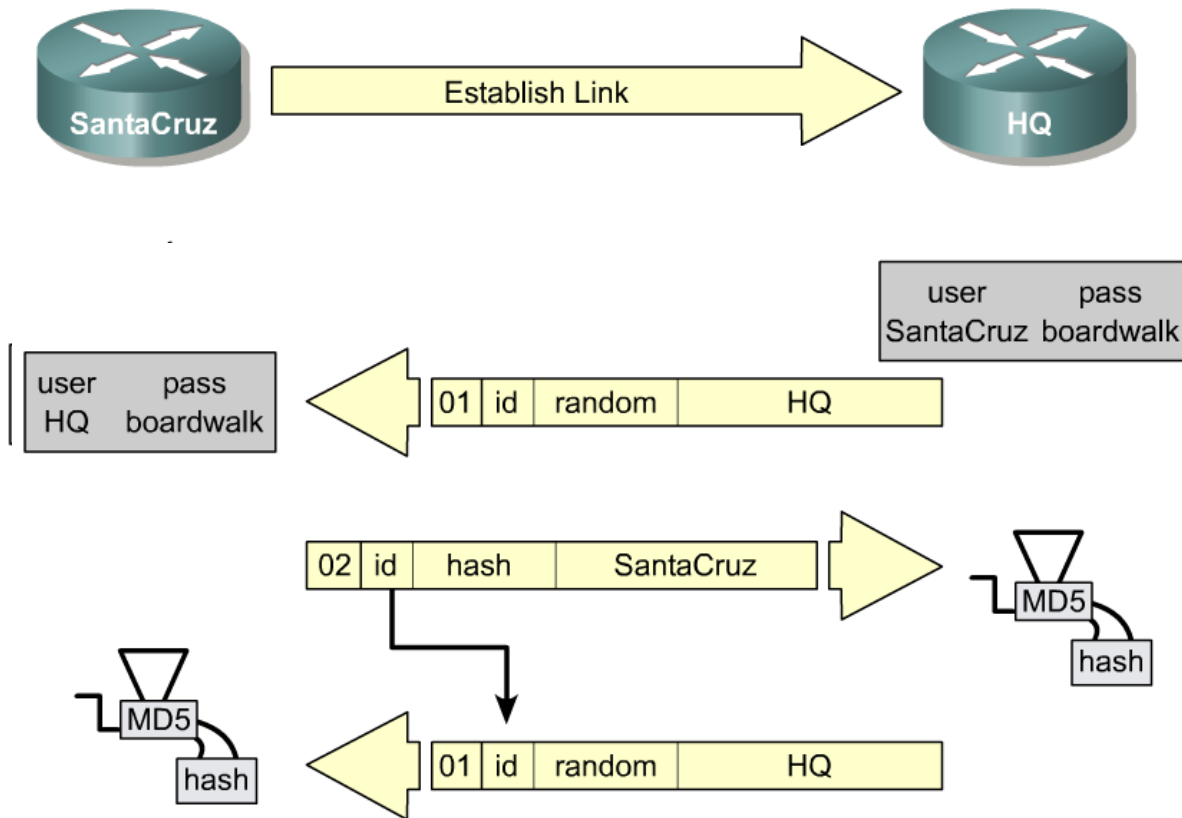 SantaCruz
Establish Link
HQ
user pass
SantaCruz boardwalk
user pass
HQ boardwalk
01 id random HQ
02 id hash SantaCruz
MD5
hash
MD5
hash
01 id random HQ